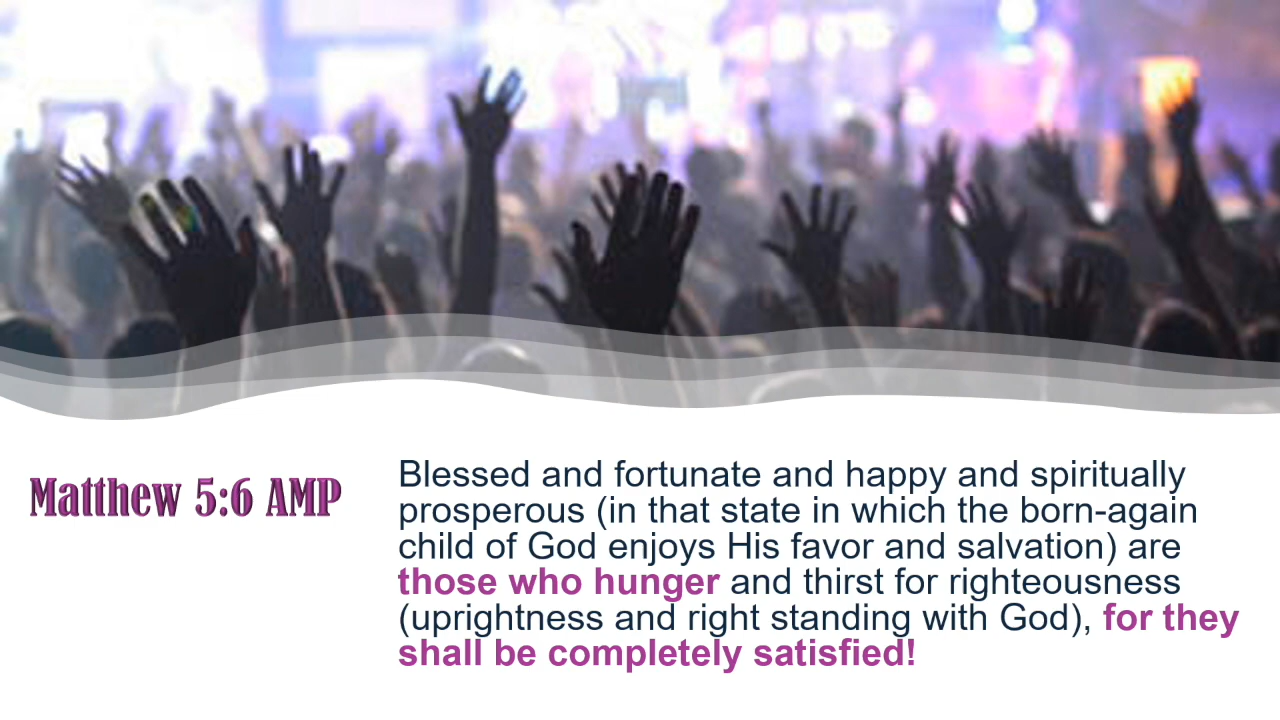 Matthew 5:6 AMP
Blessed and fortunate and happy and spiritually
prosperous (in that state in which the born-again
child of God enjoys His favor and salvation) are
those who hunger and thirst for righteousness
(uprightness and right standing with God), for they
shall be completely satisfied!